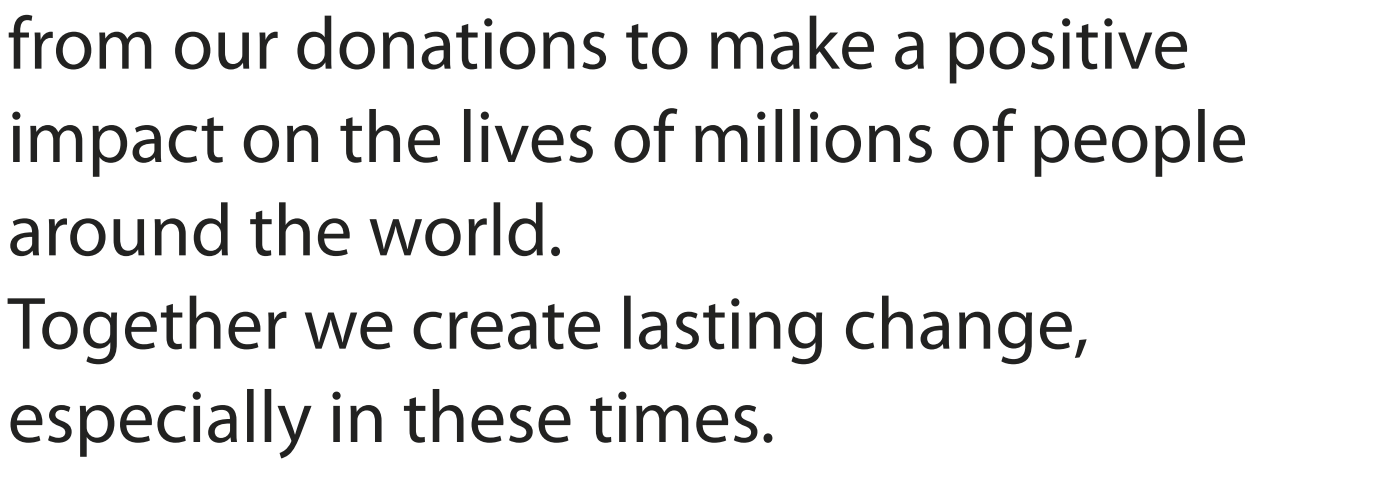 from our donations to make a positive
impact on the lives of millions of people
around the world.
Together we create lasting change,
especially in these times.